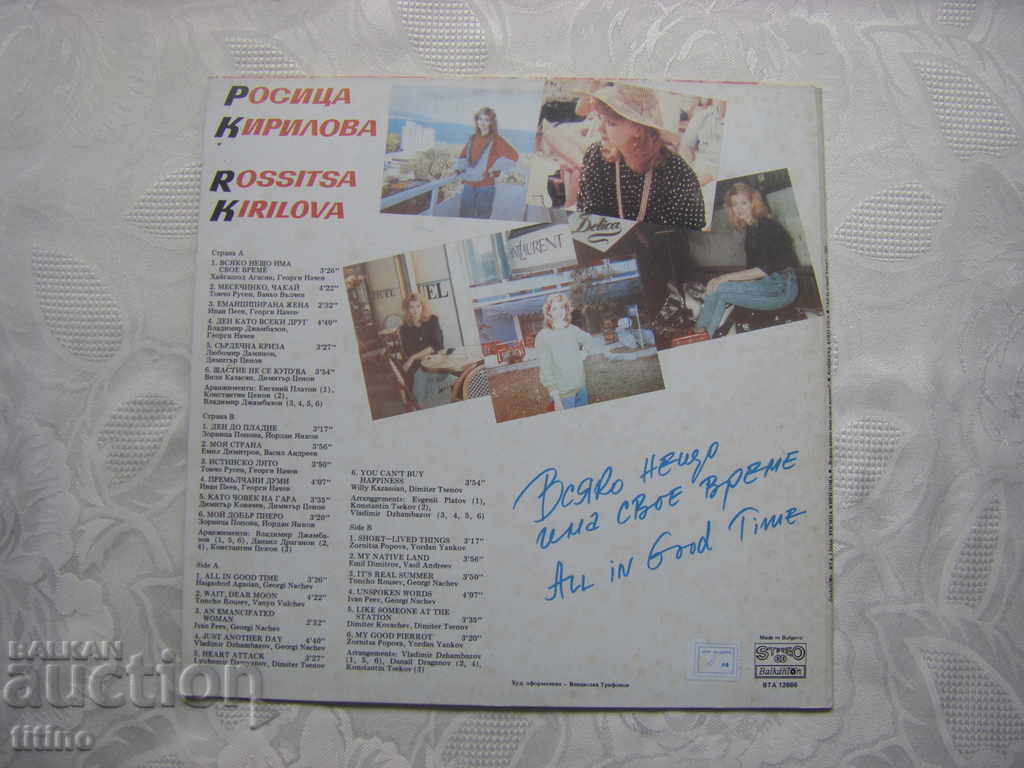 РОСИЦА
КИРИЛОВА
ROSSITSA
KIRILOVA
Страна А
1. ВСЯКО НЕЩО ИМА
СВОЕ ВРЕМЕ 3'26"
Хайгашод Агасян, Георги Начев
2. МЕСЕЧИНКО, ЧАКАЙ 4'22"
Тончо Русев, Ваньо Вълчев
3. ЕМАНЦИПИРАНА ЖЕНА 2'32"
Иван Пеев, Георги Начев
4. ДЕН КАТО ВСЕКИ ДРУГ 4'40"
Владимир Джамбазов,
Георги Начев
5. СЪРДЕЧНА КРИЗА 3'27"
Любомир Дамянов,
Димитър Ценов
6. ЩАСТИЕ НЕ СЕ КУПУВА 3'54"
Вили Казасян, Димитър Ценов
Аранжименти: Евгений Платов (1),
Константин Цеков (2),
Владимир Джамбазов (3, 4, 5, 6)
Страна В
1. ДЕН ДО ПЛАДНЕ 3'17"
Зорница Попова, Йордан Янков
2. МОЯ СТРАНА 3'56"
Емил Димитров, Васил Андреев
3. ИСТИНСКО ЛЯТО 3'50"
Тончо Русев, Георги Начев
4. ПРЕМЪЛЧАНИ ДУМИ 4'07"
Иван Пеев, Георги Начев
5. КАТО ЧОВЕК НА ГАРА 3'35"
Димитър Ковачев, Димитър Ценов
6. МОЙ ДОБЪР ПИЕРО 3'20"
Зорница Попова, Йордан Янков
Аранжименти: Владимир Джамба-
зов (1, 5, 6), Данаил Драганов (2,
4), Константин Цеков (3)
Side A
1. ALL IN GOOD TIME 3'26"
Haigashod Agasian, Georgi Nachev
2. WAIT, DEAR MOON 4'22"
Toncho Roussev, Vanyo Vulchev
3. AN EMANCIPATED
WOMAN 2'32"
Ivan Peev, Georgi Nachev
4. JUST ANOTHER DAY 4'40"
Vladimir Dzhambazov, Georgi Nachev
5. HEART ATTACK 3'27"
Lyubomir Damyanov, Dimiter Tsenov
6. YOU CAN'T BUY
HAPPINESS 3'54"
Willy Kazassian, Dimiter Tsenov
Arrangements: Evgenii Platov (1),
Konstantin Tsekov (2),
Vladimir Dzhambazov (3, 4, 5, 6)
Side B
1. SHORT—LIVED THINGS 3'17"
Zornitsa Popova, Yordan Yankov
2. MY NATIVE LAND 3'56"
Emil Dimitrov, Vasil Andreev
3. IT'S REAL SUMMER 3'50"
Toncho Roussev, Georgi Nachev
4. UNSPOKEN WORDS 4'07"
Ivan Peev, Georgi Nachev
5. LIKE SOMEONE AT THE
STATION 3'35"
Dimiter Kovachev, Dimiter Tsenov
6. MY GOOD PIERROT 3'20"
Zornitsa Popova, Yordan Yankov
Arrangements: Vladimir Dzhambazov
(1, 5, 6), Danail Draganov (2, 4),
Konstantin Tsekov (3)
Delica
LAURENT
Всяко нещо
има свое време
ALL IN GOOD TIME
Made in Bulgaria
STEREO
Balkanton
ВТА 12666
Худ. оформление – Венцислав Трифонов
BALKAN
auction
titino